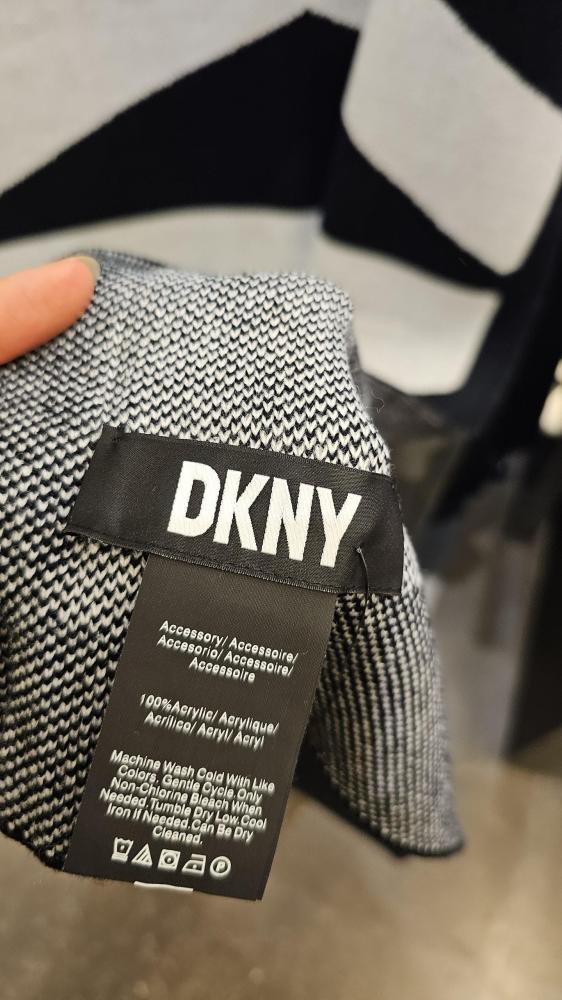 DKNY
Accessory/ Accessoire/
Accesorio/ Accessoire/
Accessoire
100%Acrylic/ Acrylique/
Acrílico/ Acryl/ Acryl
Machine Wash Cold With Like
Colors. Gentle Cycle.Only
Non-Chlorine Bleach When
Needed.Tumble Dry Low.Cool
Iron If Needed.Can Be Dry
Cleaned.
P